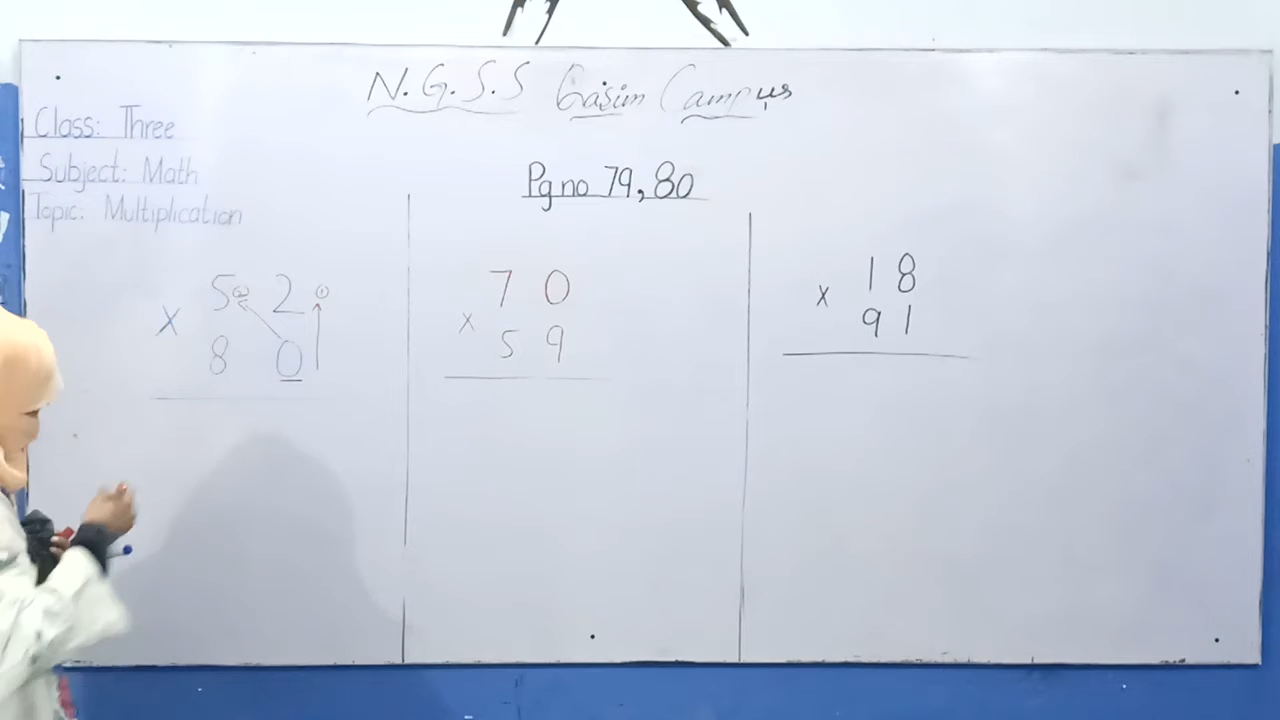 N.G.S.S Gasim Campus
Class: Three
Subject: Math
Topic: Multiplication
Pg no 79,80
5 2
x 8 0
7 0
x 5 9
1 8
x 9 1